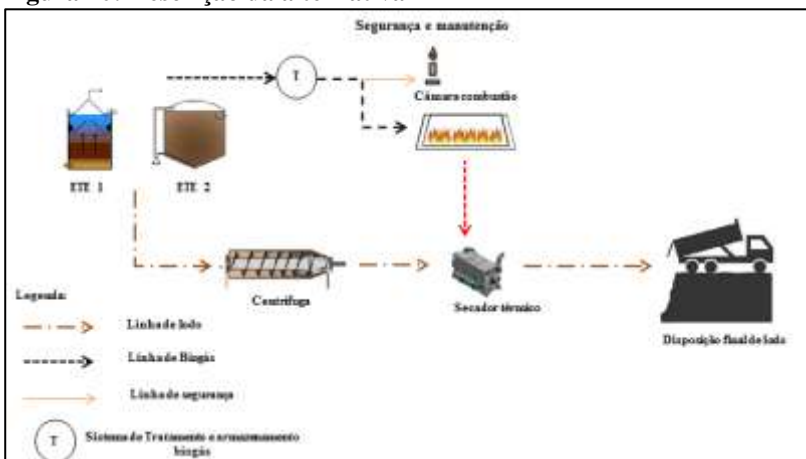 Segurança e manutenção
T
Câmara combustão
ETE 1
ETE 2
Centrífuga
Secador térmico
Disposição final de lodo
Legenda:
Linha de lodo
Linha de Biogás
Linha de segurança
T
Sistema de Tratamento e armazenamento
biogás